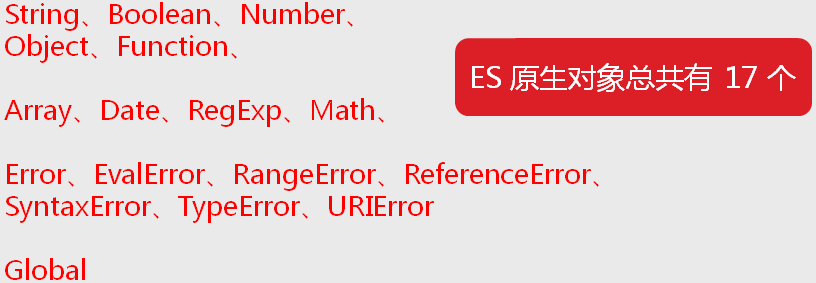 String、Boolean、Number、
Object、Function、
ES 原生对象总共有 17 个
Array、Date、RegExp、Math、
Error、EvalError、RangeError、ReferenceError、
SyntaxError、TypeError、URIError
Global